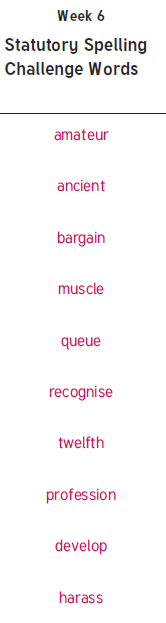 Week 6
Statutory Spelling
Challenge Words
amateur
ancient
bargain
muscle
queue
recognise
twelfth
profession
develop
harass